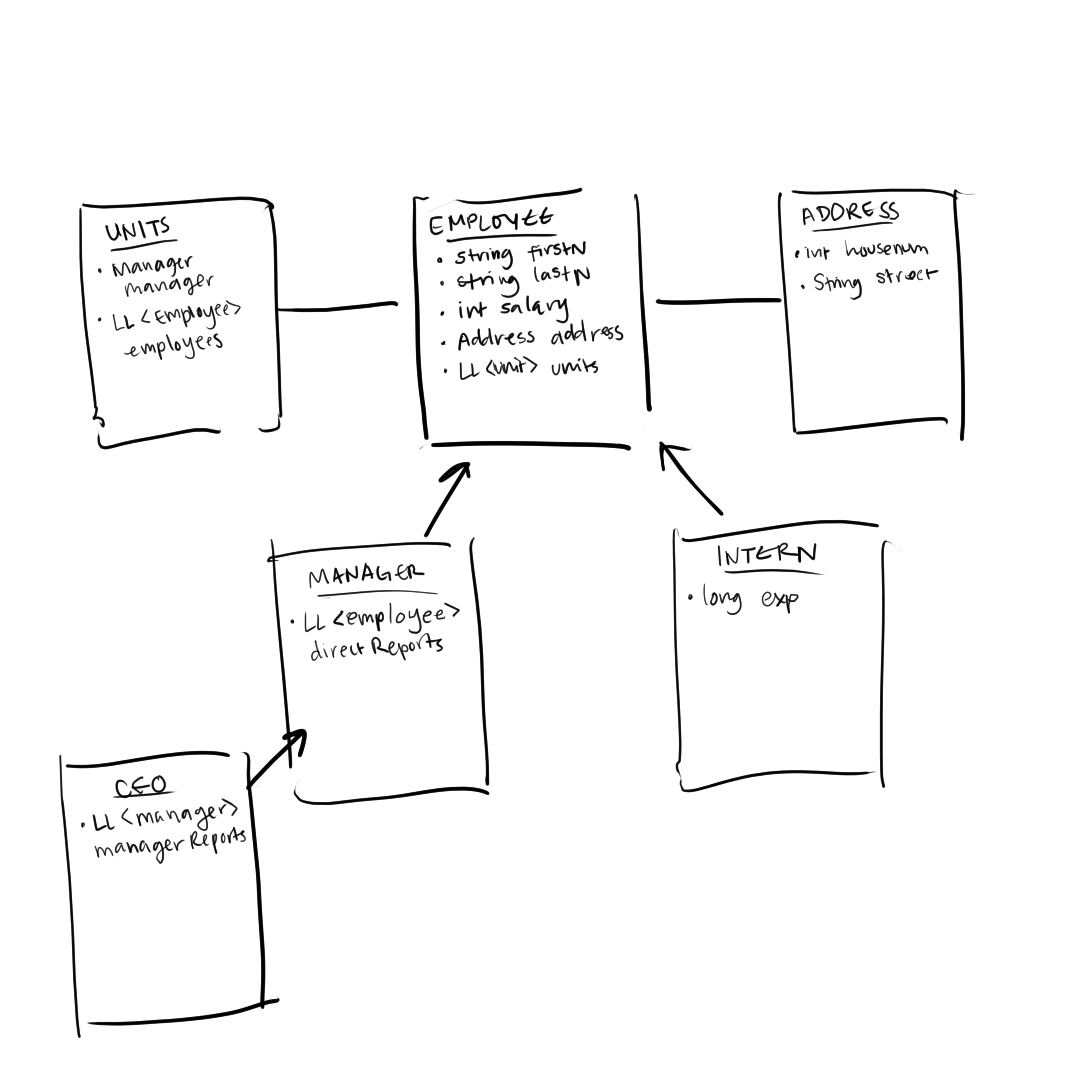 UNITS
• Manager
manager
• LL <Employee>
employees
EMPLOYEE
• string firstN
• string lastN
• int salary
• Address address
• LL <unit> units
ADDRESS
• int housenum
• String street
MANAGER
• LL <employee>
directReports
INTERN
• long exp
CEO
• LL <manager>
managerReports